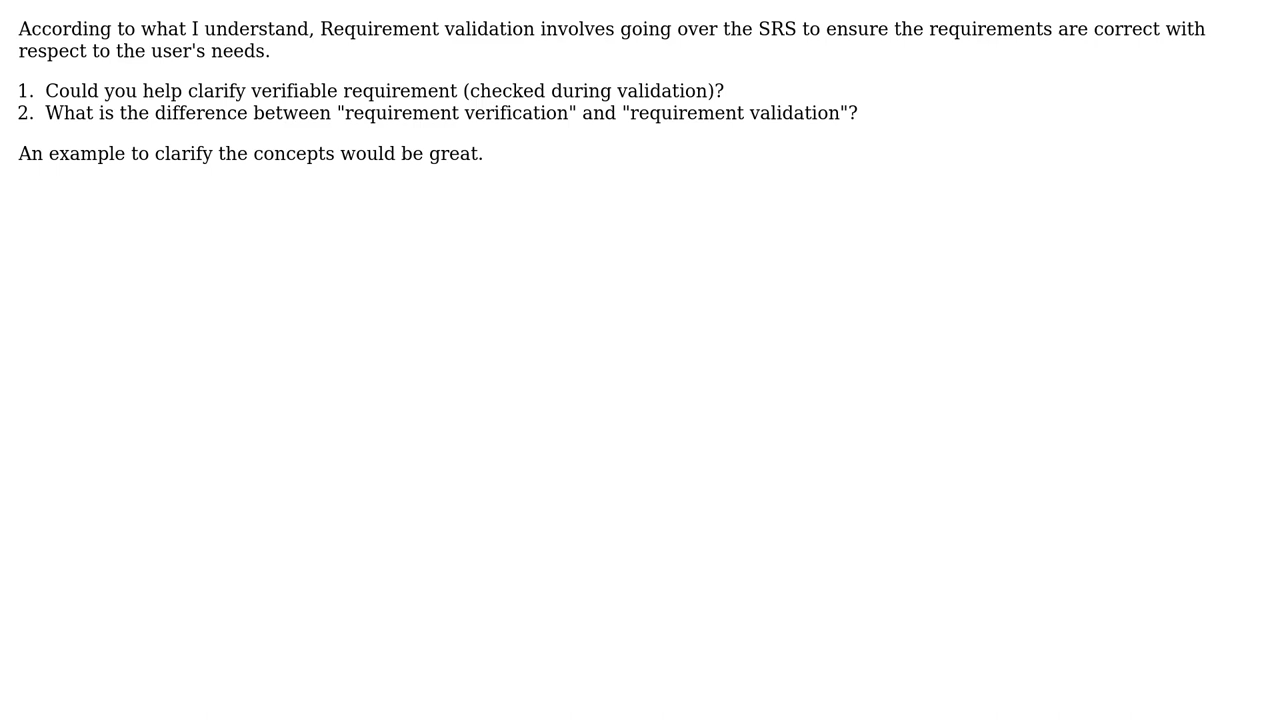 According to what I understand, Requirement validation involves going over the SRS to ensure the requirements are correct with
respect to the user's needs.
1. Could you help clarify verifiable requirement (checked during validation)?
2. What is the difference between "requirement verification" and "requirement validation"?
An example to clarify the concepts would be great.